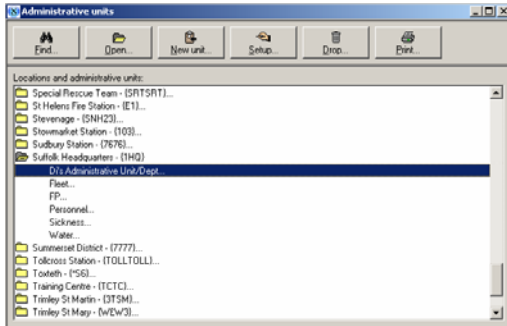 Administrative units
Find... Open... New unit... Setup... Drop... Print...
Locations and administrative units:
Special Rescue Team - (SRTSRT)...
St Helens Fire Station - (E1)...
Stevenage - (SNH23)...
Stowmarket Station - (103)...
Sudbury Station - (7676)...
Suffolk Headquarters - (1HQ)
Di's Administrative Unit/Dept...
Fleet...
FP...
Personnel...
Sickness...
Water...
Summerset District - (7777)...
Tollcross Station - (TOLLTOLL)...
Toxteth - (*S6)...
Training Centre - (TCTC)...
Trimley St Martin - (3TSM)...
Trimley St Mary - (WEW3)...